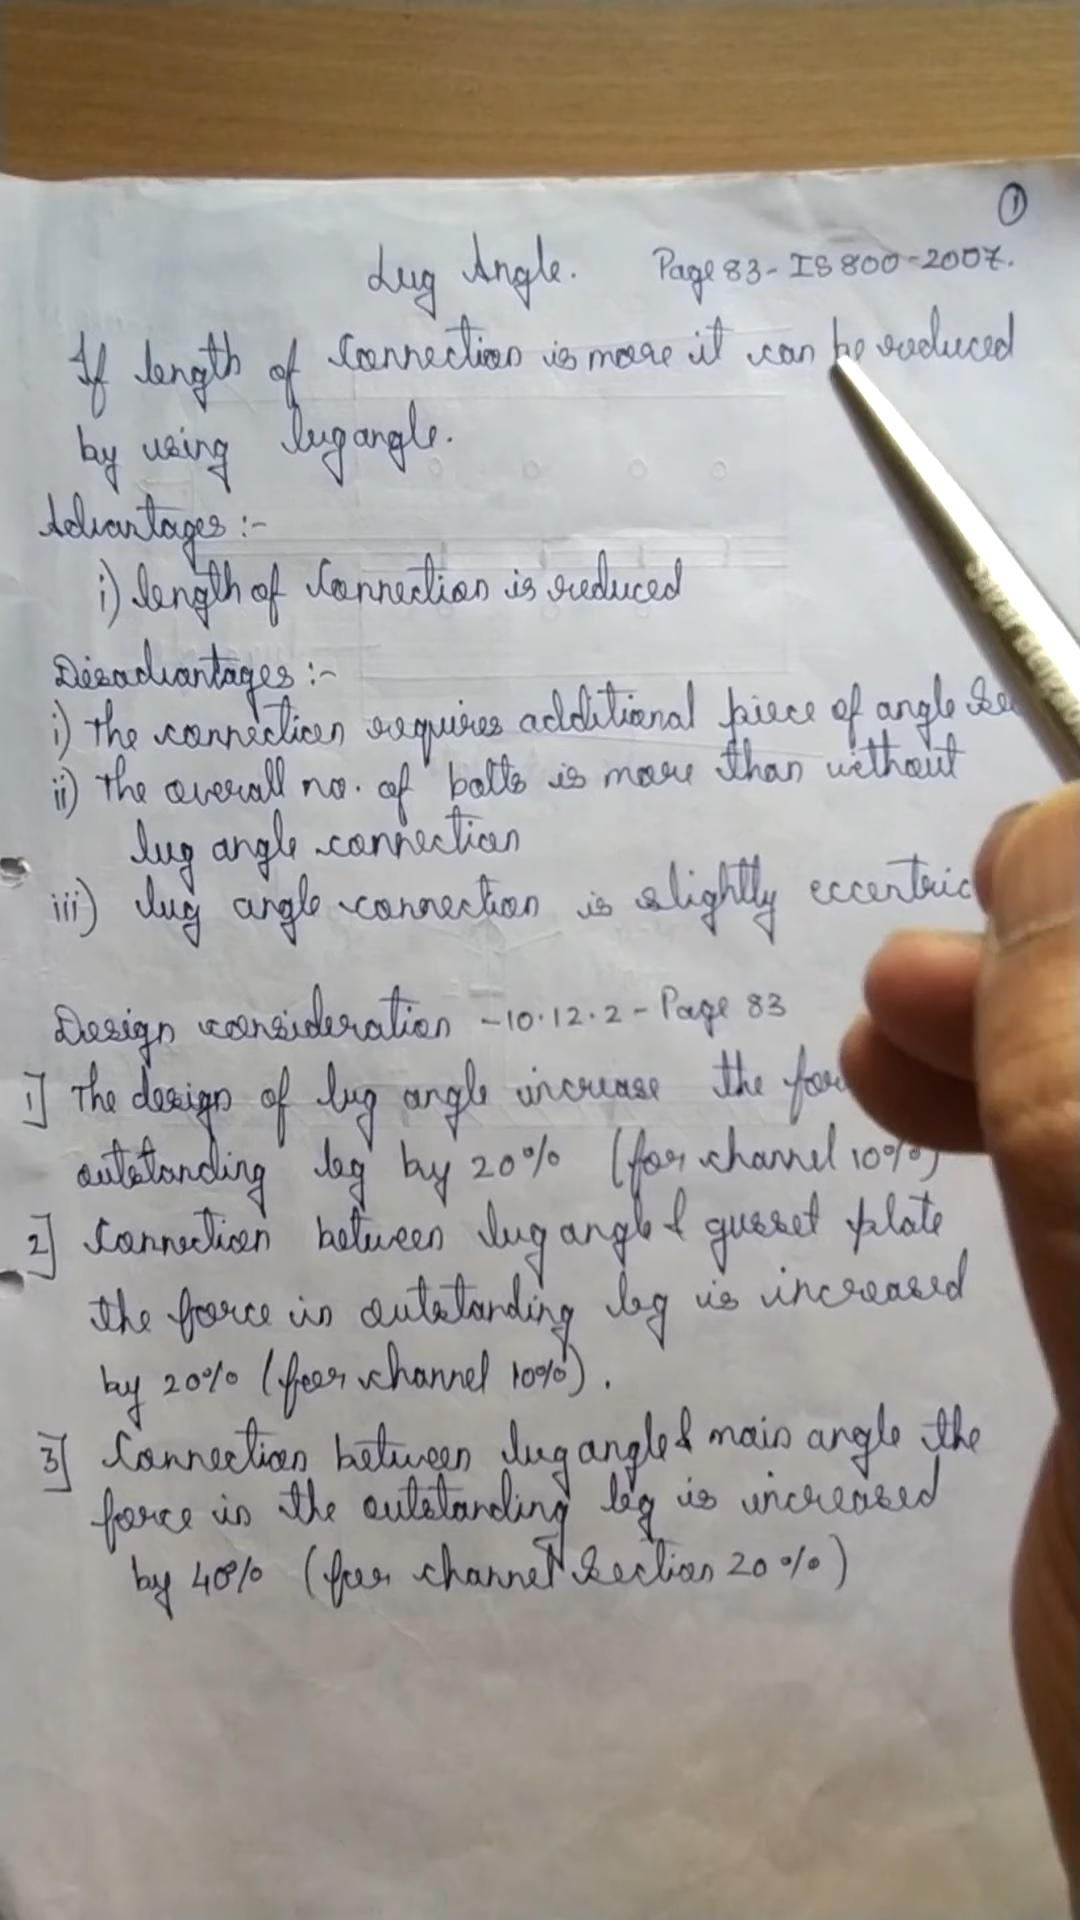 ①
Lug Angle. Page 83 - IS 800-2007.
If length of connection is more it can be reduced
by using lug angle.
Advantages :-
i) length of connection is reduced
Disadvantages :-
i) The connection requires additional piece of angle
ii) The overall no. of bolts is more than without
lug angle connection
iii) lug angle connection is slightly eccentric
Design consideration - 10.12.2 - Page 83
1] The design of lug angle increase the
outstanding leg by 20% (for channel 10%)
2] Connection between lug angle & gusset plate
the force in outstanding leg is increased
by 20% (for channel 10%).
3] Connection between lug angle & main angle the
force in the outstanding leg is increased
by 40% (for channel section 20%)